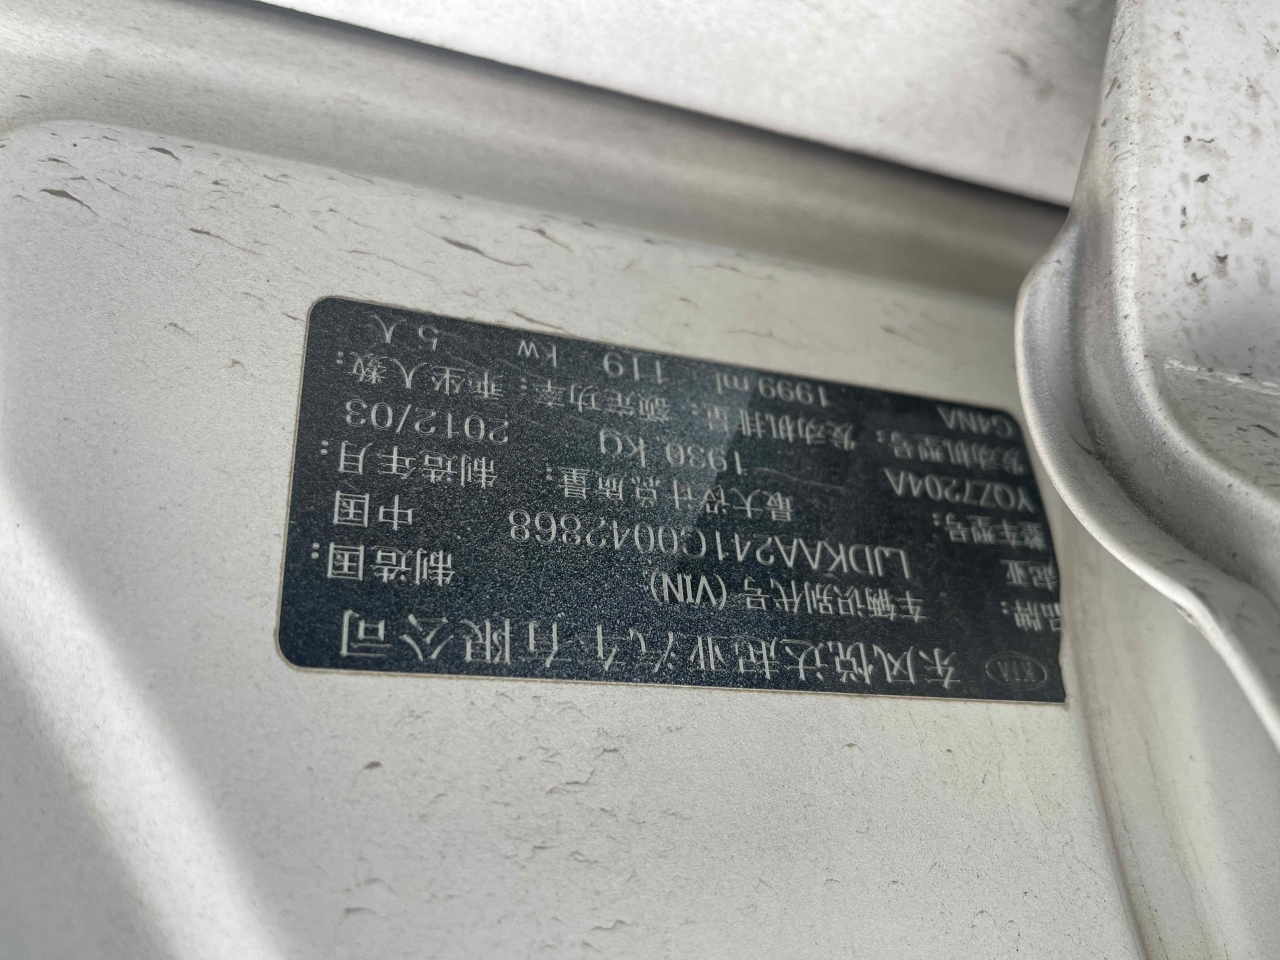 KIA 东风悦达起亚汽车有限公司
品牌: 车辆识别代号 (VIN) 制造国:
起亚 LJDKAA241C0042868 中国
整车型号: 最大设计总质量: 制造年月:
YQZ7204A 1930 kg 2012/03
发动机型号: 发动机排量: 额定功率: 乘坐人数:
G4NA 1999 ml 119 kw 5 人